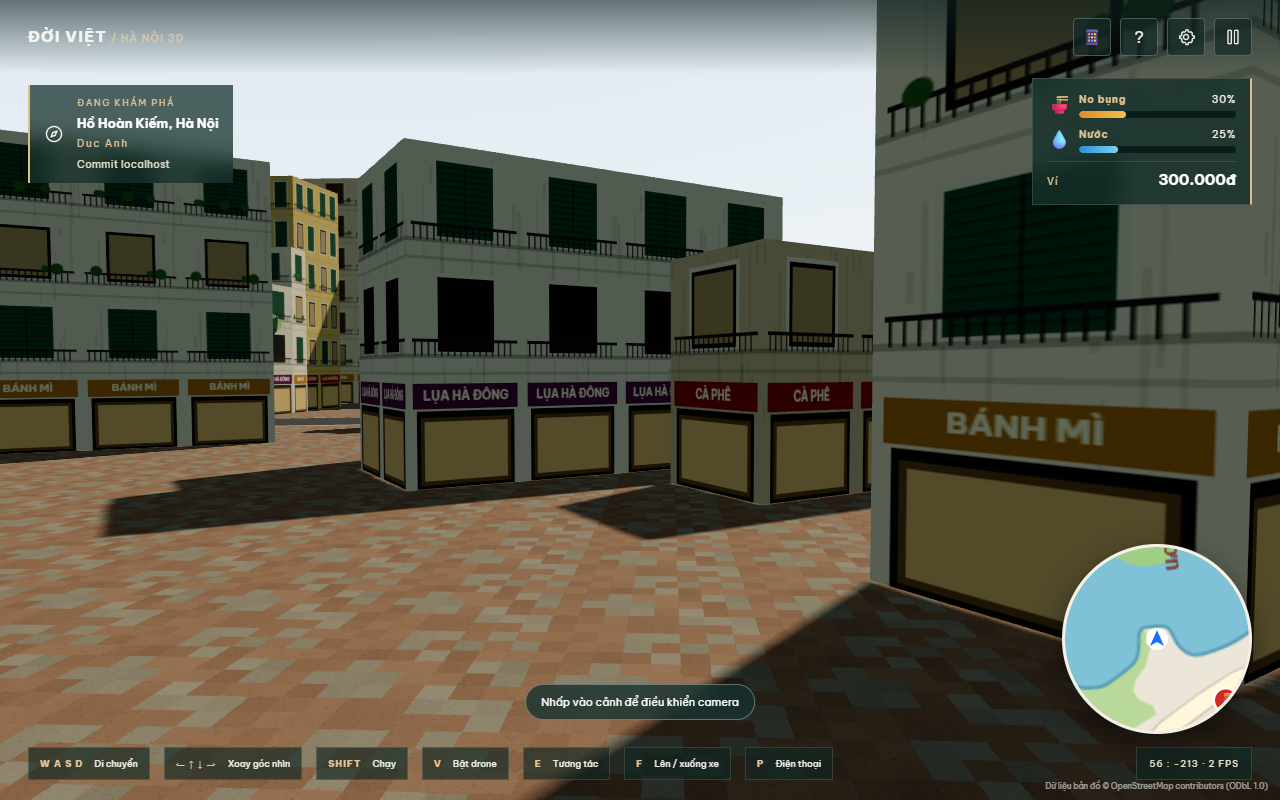 ĐỜI VIỆT / HÀ NỘI 3D
?
ĐANG KHÁM PHÁ
Hồ Hoàn Kiếm, Hà Nội
Duc Anh
Commit localhost
No bụng 30%
Nước 25%
Ví 300.000đ
BÁNH MÌ
BÁNH MÌ
BÁNH MÌ
LỤA HÀ ĐÔNG
LỤA HÀ ĐÔNG
LỤA HÀ
CÀ PHÊ
CÀ PHÊ
BÁNH MÌ
Nhấp vào cảnh để điều khiển camera
W A S D Di chuyển
←↑↓→ Xoay góc nhìn
SHIFT Chạy
V Bật drone
E Tương tác
F Lên / xuống xe
P Điện thoại
56 : -213 · 2 FPS
Dữ liệu bản đồ © OpenStreetMap contributors (ODbL 1.0)